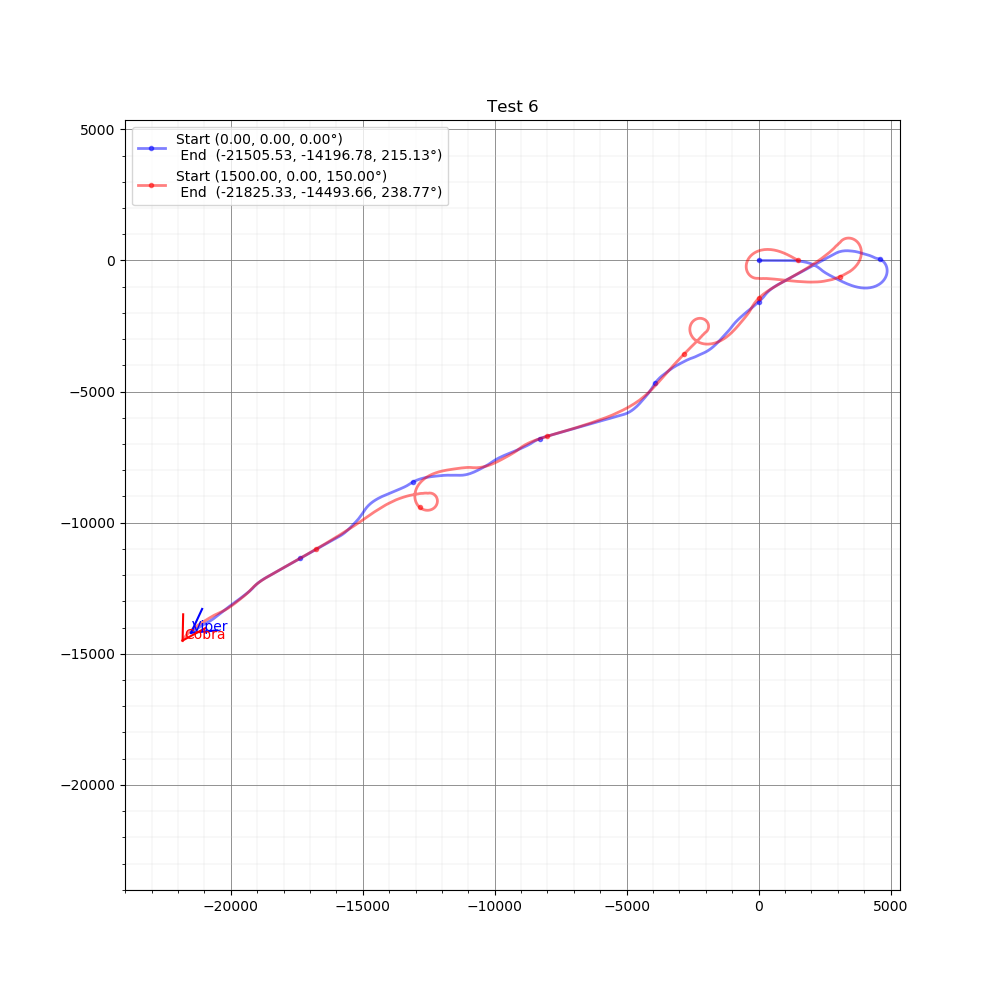 Test 6
Start (0.00, 0.00, 0.00°)
End (-21505.53, -14196.78, 215.13°)
Start (1500.00, 0.00, 150.00°)
End (-21825.33, -14493.66, 238.77°)
5000
0
−5000
−10000
−15000
−20000
Viper
Cobra
−20000 −15000 −10000 −5000 0 5000